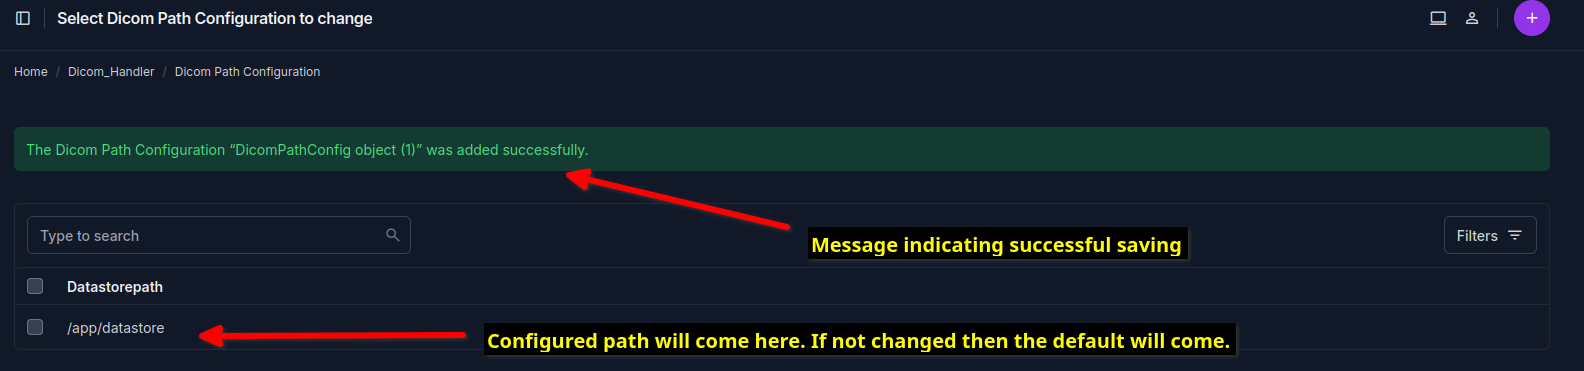 Select Dicom Path Configuration to change
Home / Dicom_Handler / Dicom Path Configuration
The Dicom Path Configuration “DicomPathConfig object (1)” was added successfully.
Message indicating successful saving
Type to search
Filters
Datastorepath
/app/datastore
Configured path will come here. If not changed then the default will come.